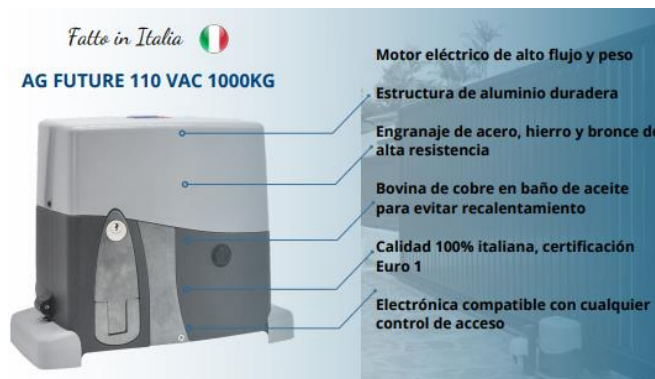 Fatto in Italia
AG FUTURE 110 VAC 1000KG
Motor eléctrico de alto flujo y peso
Estructura de aluminio duradera
Engranaje de acero, hierro y bronce de
alta resistencia
Bovina de cobre en baño de aceite
para evitar recalentamiento
Calidad 100% italiana, certificación
Euro 1
Electrónica compatible con cualquier
control de acceso